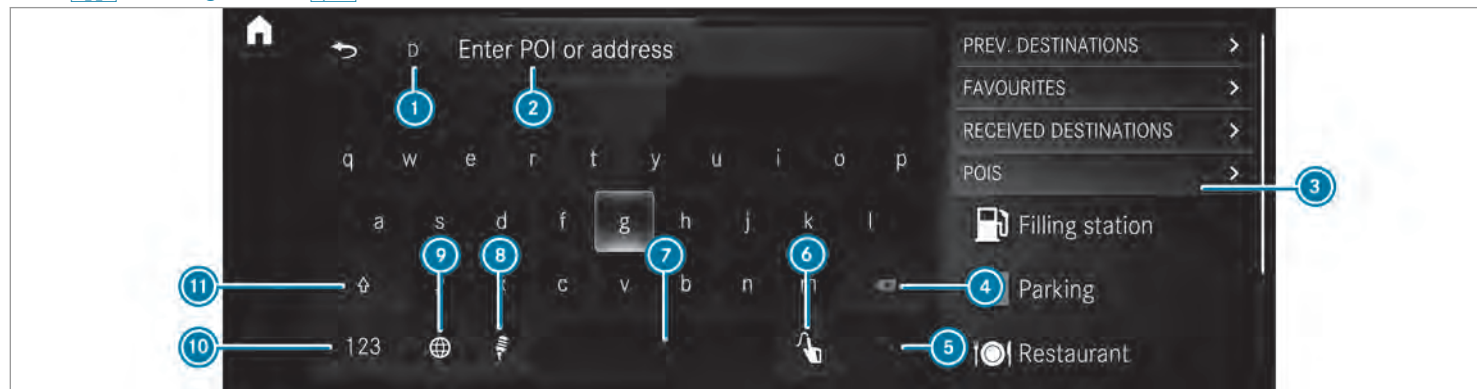 D Enter POI or address
1 2
PREV. DESTINATIONS
FAVOURITES
RECEIVED DESTINATIONS
POIS
3
q w e r t y u i o p
a s d f g h j k l
Filling station
9 8 7 6
11 c v b n m 4 Parking
10 123 5 Restaurant